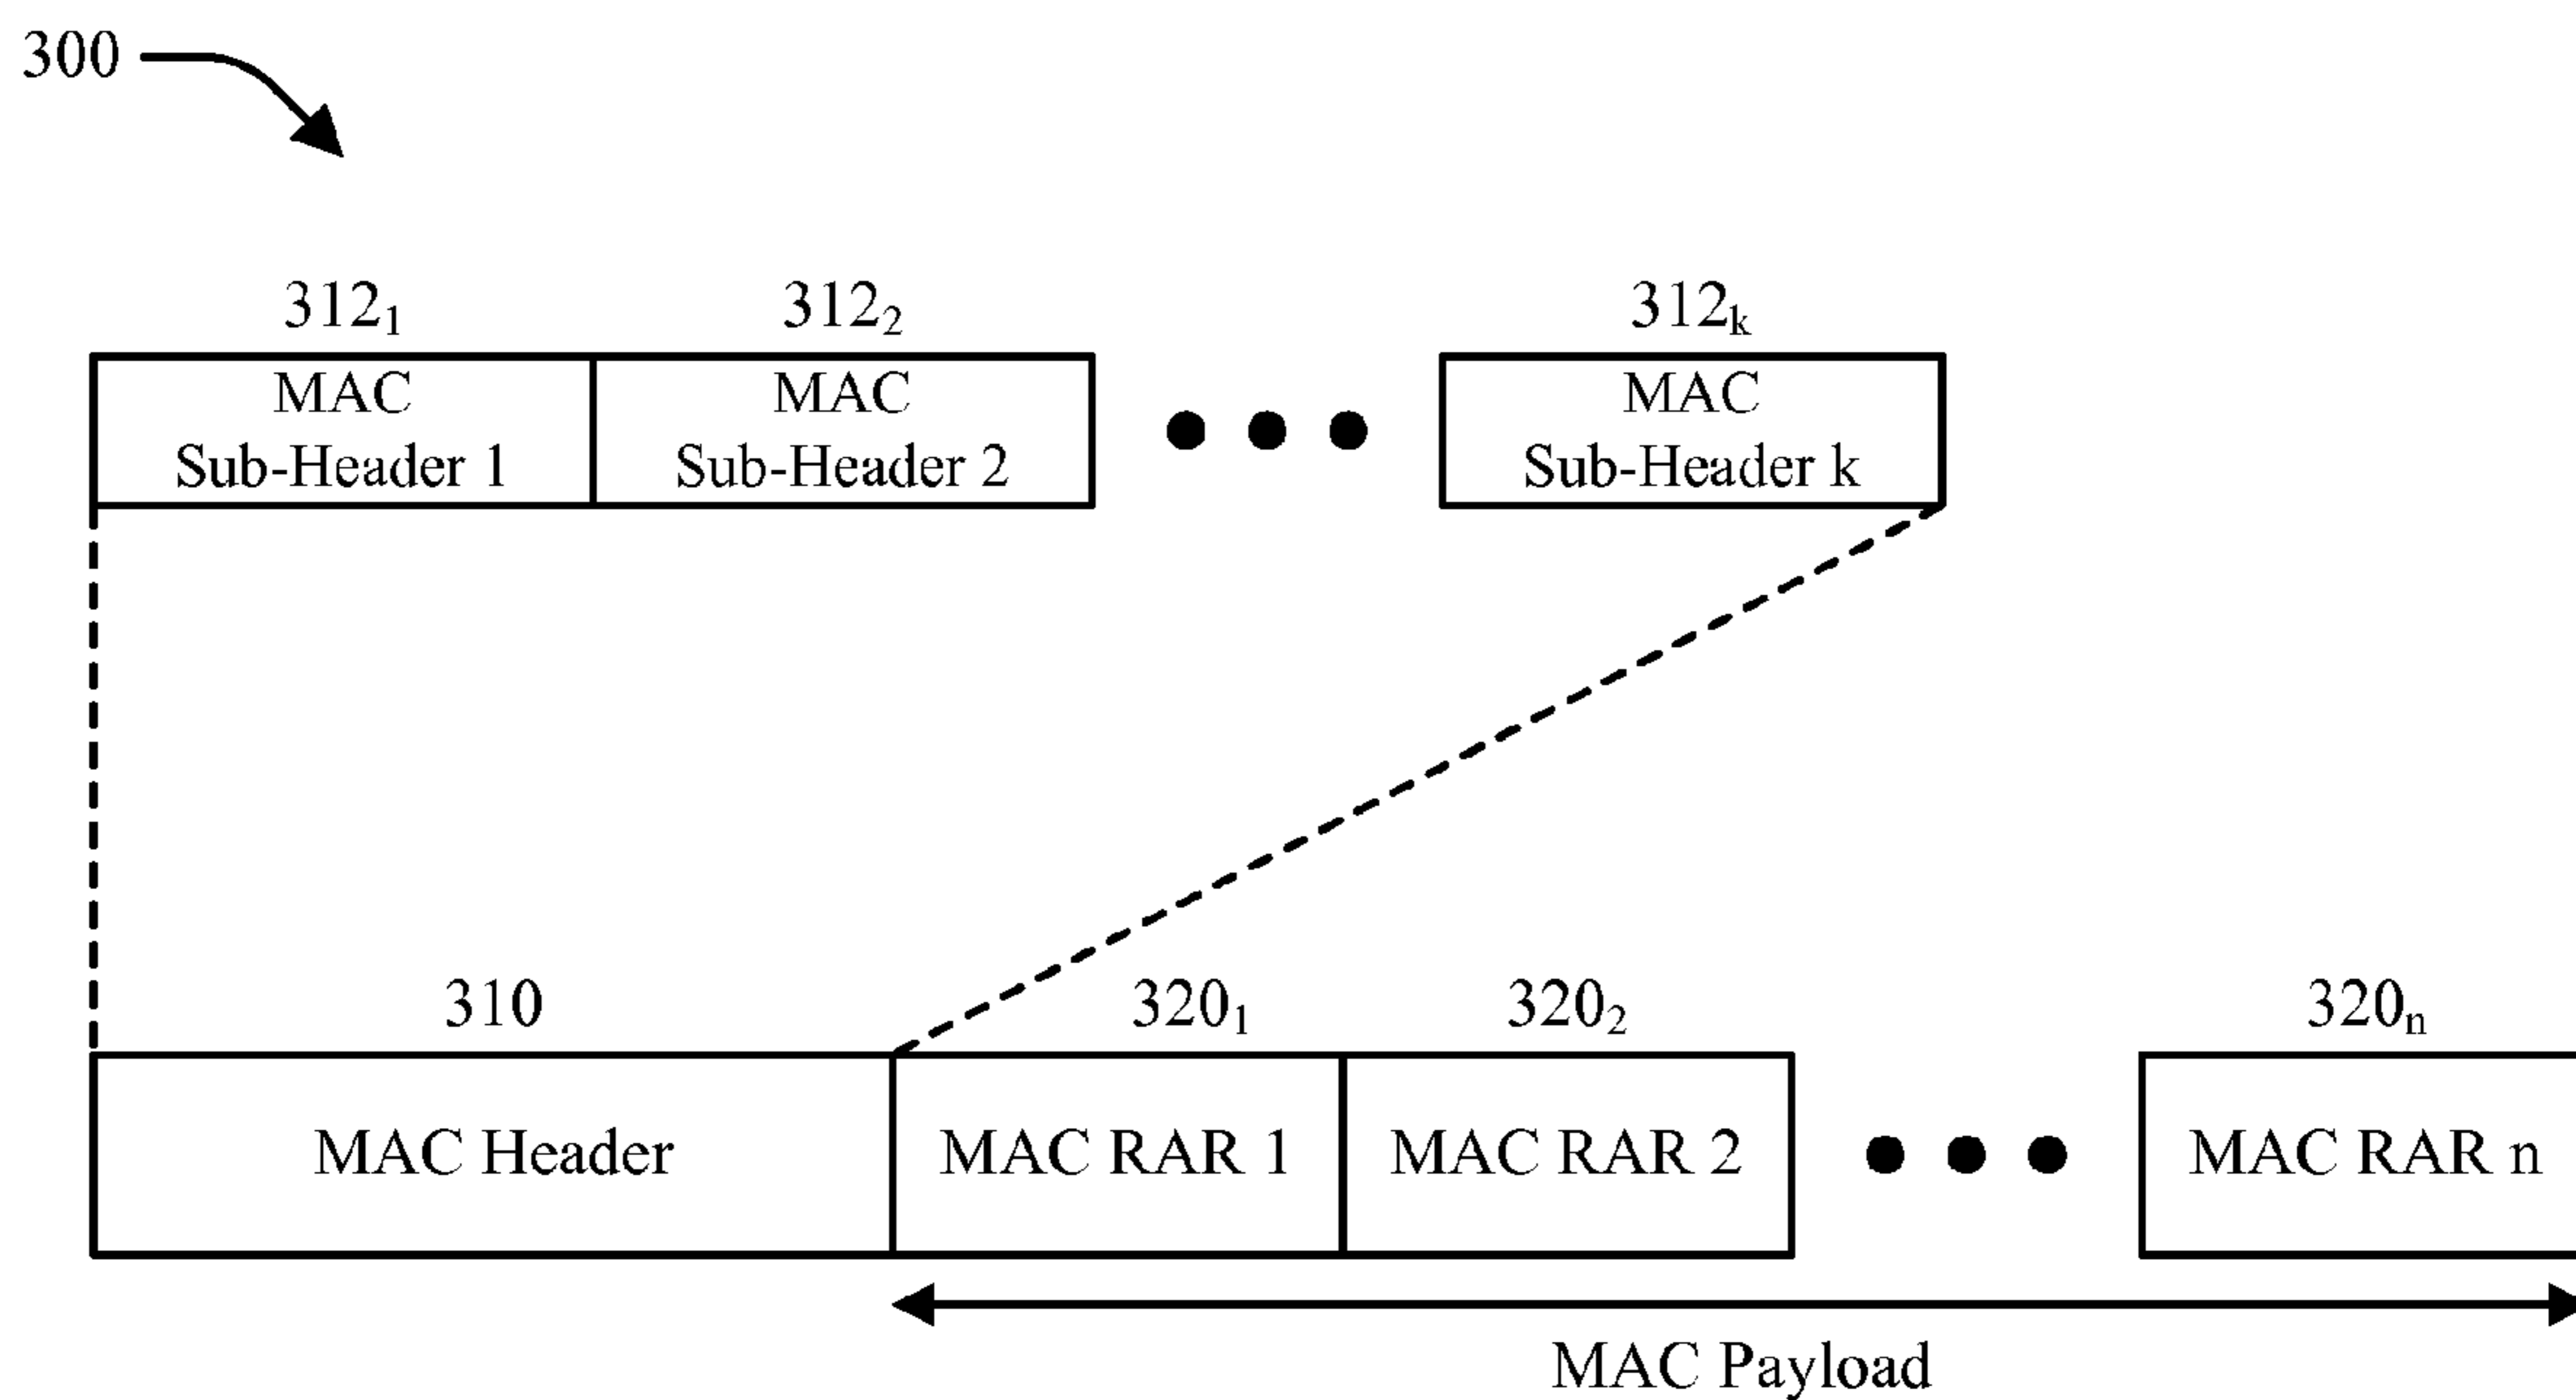 300
312₁ 312₂ 312ₖ
MAC MAC MAC
Sub-Header 1 Sub-Header 2 Sub-Header k
310 320₁ 320₂ 320ₙ
MAC Header MAC RAR 1 MAC RAR 2 MAC RAR n
MAC Payload